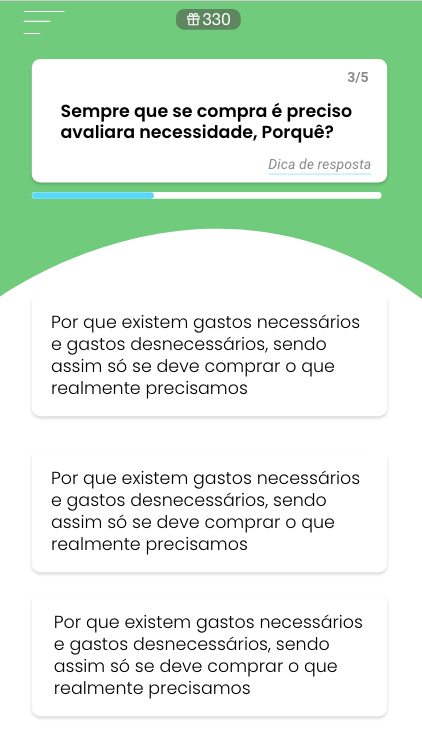 330
3/5
Sempre que se compra é preciso
avaliara necessidade, Porquê?
Dica de resposta
Por que existem gastos necessários
e gastos desnecessários, sendo
assim só se deve comprar o que
realmente precisamos
Por que existem gastos necessários
e gastos desnecessários, sendo
assim só se deve comprar o que
realmente precisamos
Por que existem gastos necessários
e gastos desnecessários, sendo
assim só se deve comprar o que
realmente precisamos